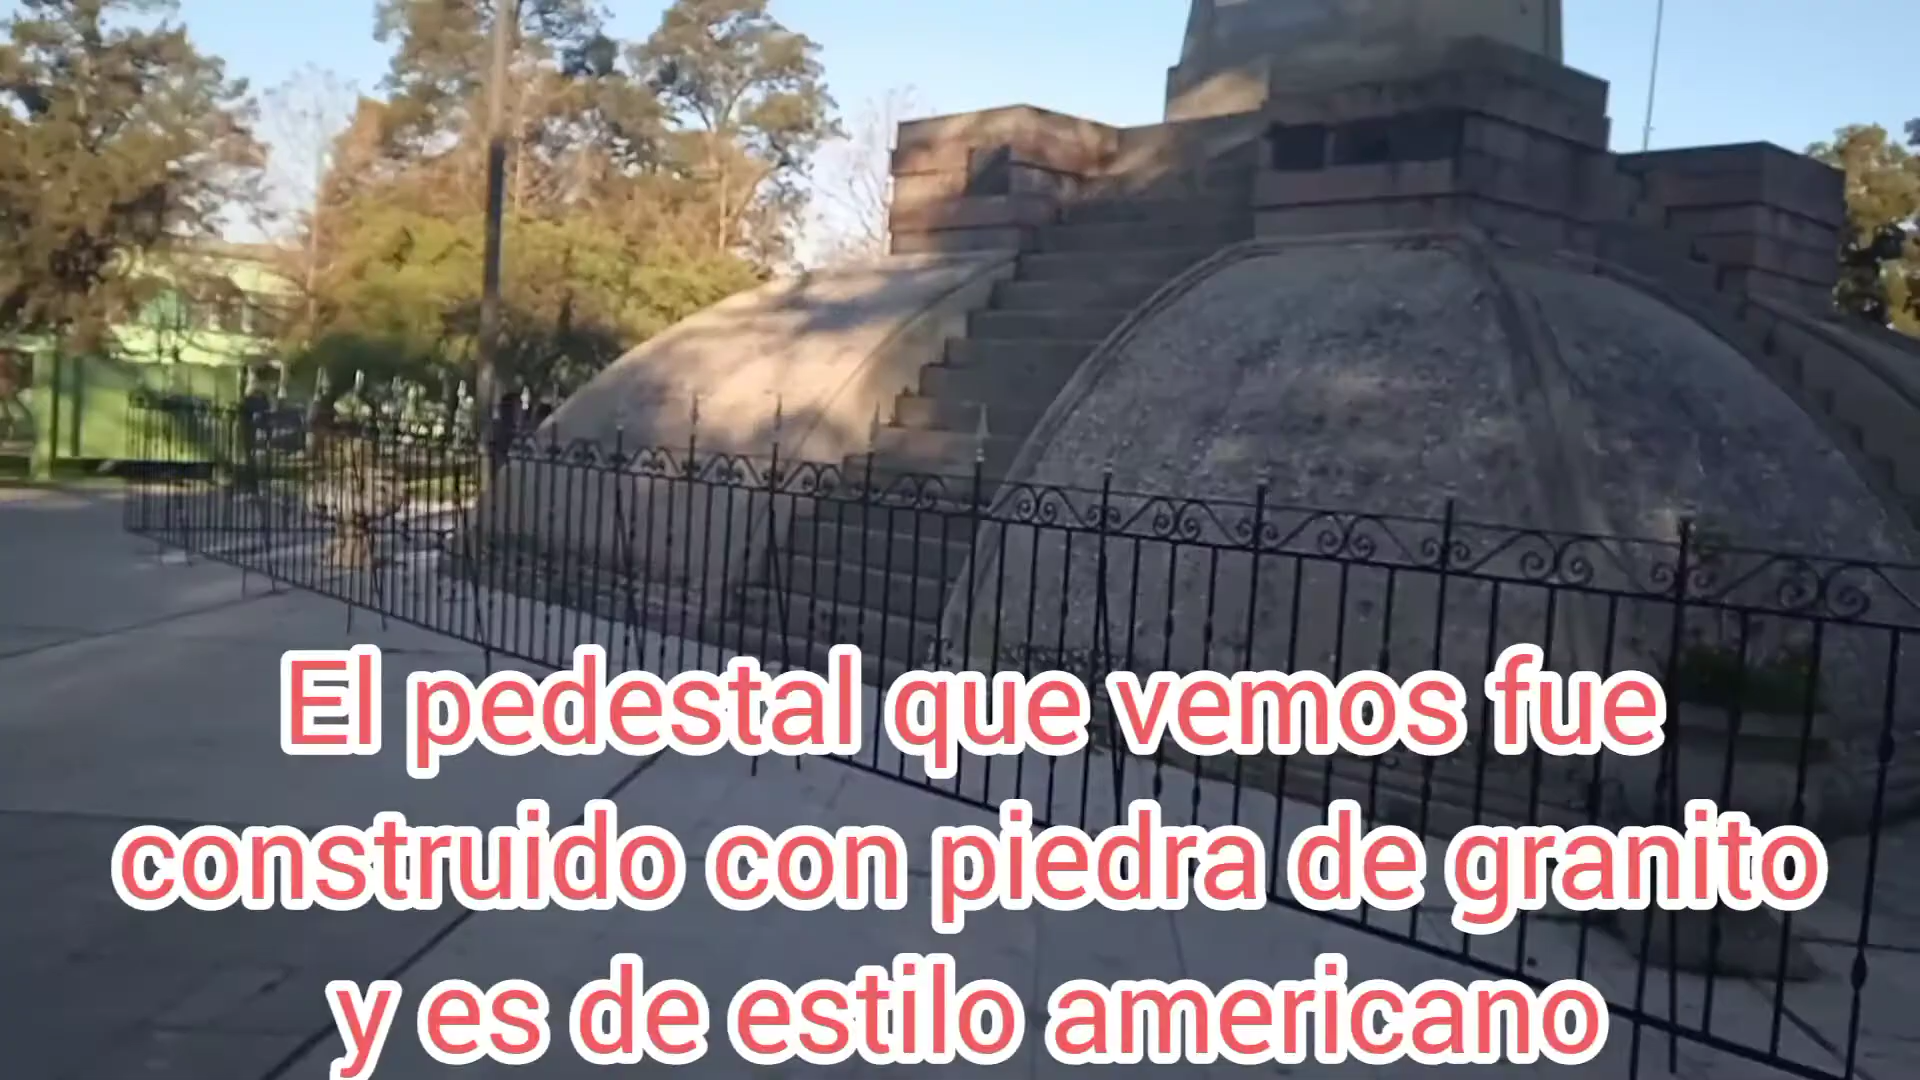 El pedestal que vemos fue
construido con piedra de granito
y es de estilo americano